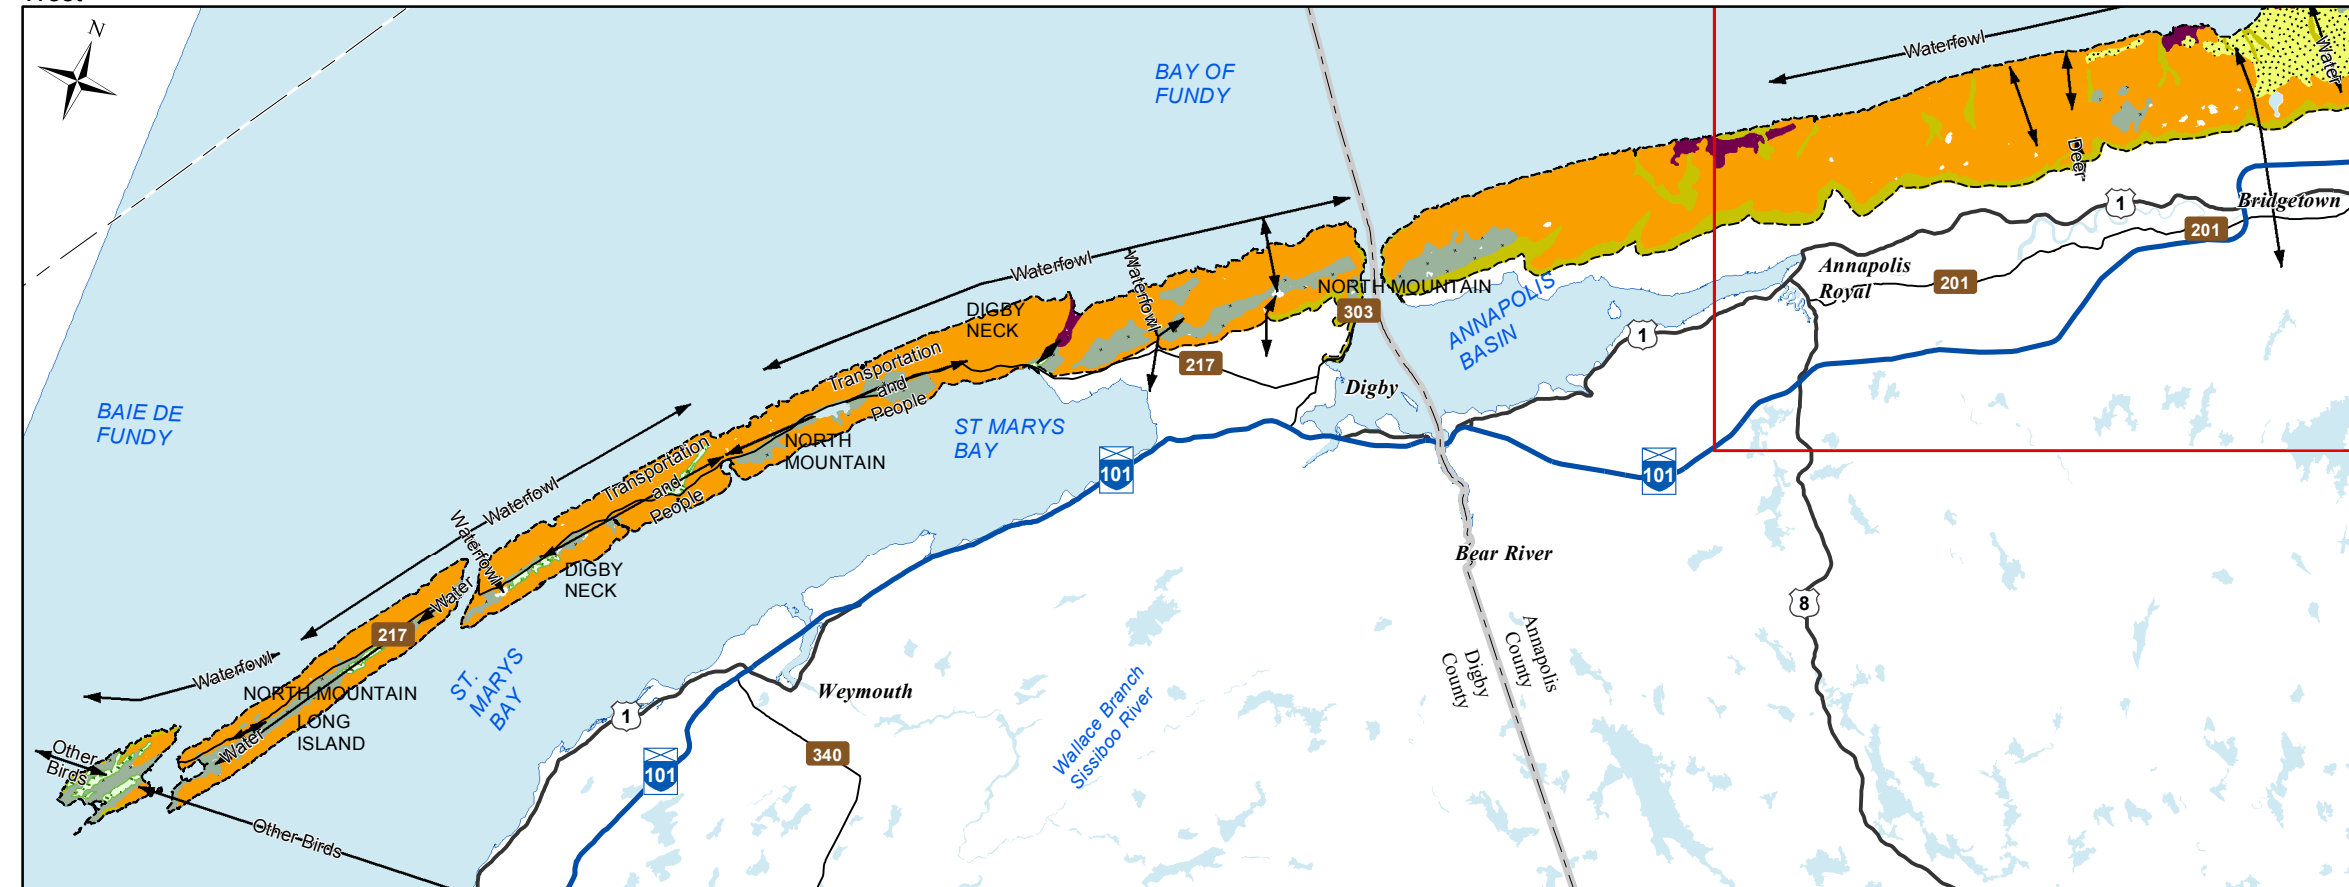 N
BAY OF
FUNDY
Waterfowl
Water
Deer
Bridgetown
1
201
201
Annapolis
Royal
Waterfowl
Waterfowl
DIGBY
NECK
NORTH MOUNTAIN
303
ANNAPOLIS
BASIN
1
217
Digby
Transportation
and
People
BAIE DE
FUNDY
ST MARYS
BAY
NORTH
MOUNTAIN
101
101
Transportation
and
People
Waterfowl
Waterfowl
DIGBY
NECK
Bear River
Annapolis
County
Digby
County
8
Water
217
Waterfowl
NORTH MOUNTAIN
LONG
ISLAND
Water
ST.
MARYS
BAY
Weymouth
1
Wallace Branch
Sissiboo River
340
101
Other
Birds
Other Birds